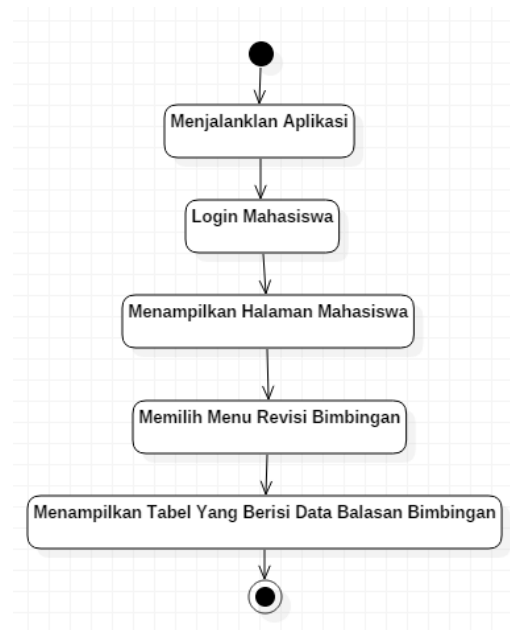 Menjalanklan Aplikasi
Login Mahasiswa
Menampilkan Halaman Mahasiswa
Memilih Menu Revisi Bimbingan
Menampilkan Tabel Yang Berisi Data Balasan Bimbingan